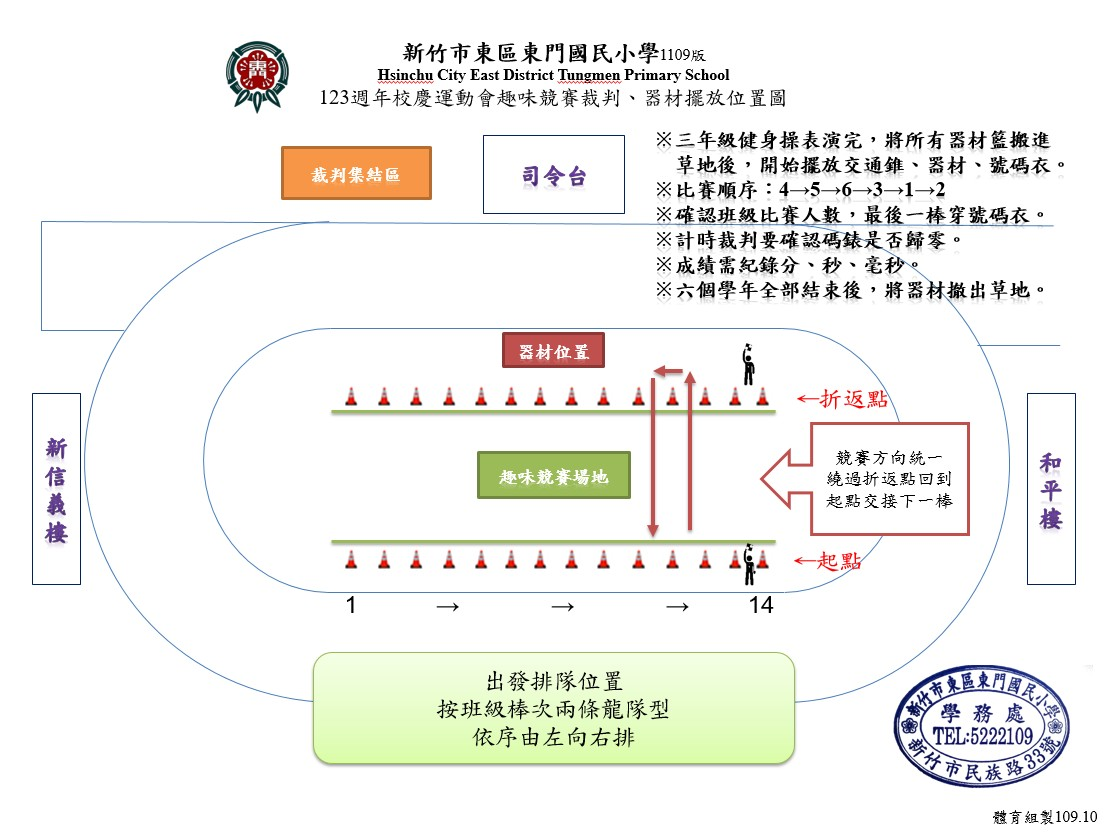 新竹市東區東門國民小學1109版
Hsinchu City East District Tungmen Primary School
123週年校慶運動會趣味競賽裁判、器材擺放位置圖
裁判集結區
司令台
※三年級健身操表演完，將所有器材籃搬進
草地後，開始擺放交通錐、器材、號碼衣。
※比賽順序：4→5→6→3→1→2
※確認班級比賽人數，最後一棒穿號碼衣。
※計時裁判要確認碼錶是否歸零。
※成績需紀錄分、秒、毫秒。
※六個學年全部結束後，將器材撤出草地。
器材位置
←折返點
新信義樓
趣味競賽場地
競賽方向統一
繞過折返點回到
起點交接下一棒
和平樓
←起點
1 → → → 14
出發排隊位置
按班級棒次兩條龍隊型
依序由左向右排
新竹市東區東門國民小學
學務處
TEL:5222109
新竹市民族路33號
體育組製109.10